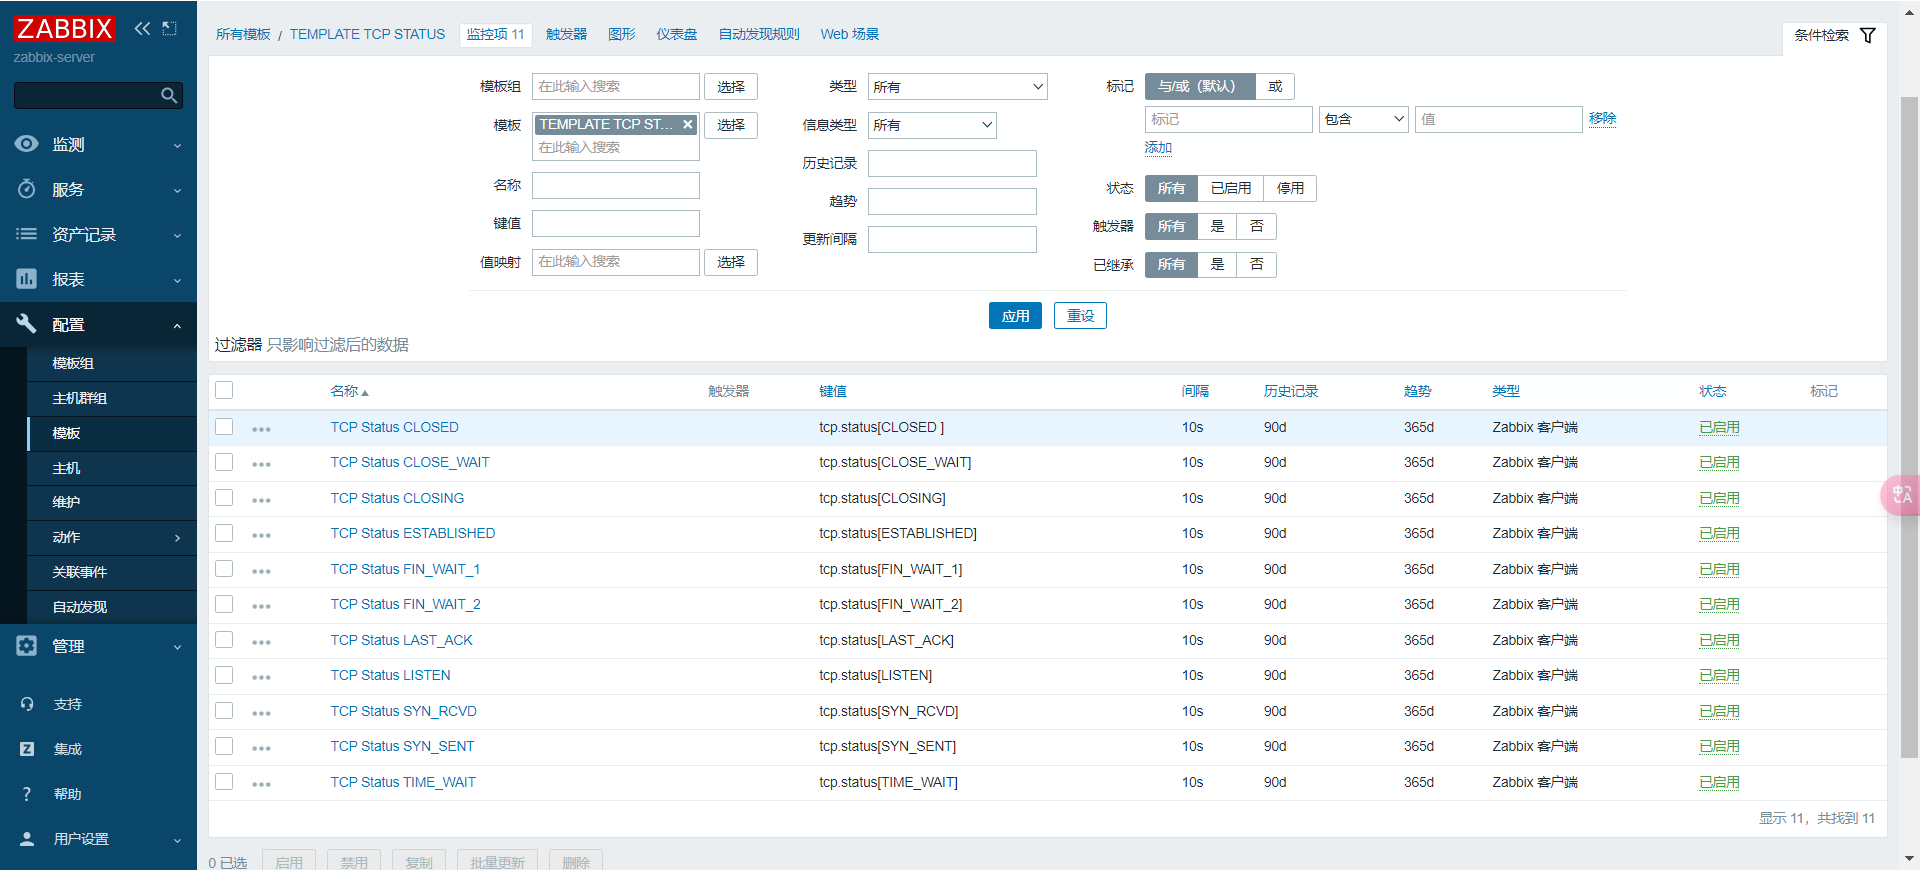 ZABBIX
zabbix-server
监测
服务
资产记录
报表
配置
模板组
主机群组
模板
主机
维护
动作
关联事件
自动发现
管理
支持
集成
帮助
用户设置
所有模板 / TEMPLATE TCP STATUS 监控项 11 触发器 图形 仪表盘 自动发现规则 Web 场景
条件检索
模板组 在此输入搜索 选择
模板 TEMPLATE TCP ST... 选择
在此输入搜索
名称
键值
值映射 在此输入搜索 选择
类型 所有
信息类型 所有
历史记录
趋势
更新间隔
标记 与/或（默认） 或
标记 包含 值 移除
添加
状态 所有 已启用 停用
触发器 所有 是 否
已继承 所有 是 否
应用 重设
过滤器 只影响过滤后的数据
名称 触发器 键值 间隔 历史记录 趋势 类型 状态 标记
TCP Status CLOSED tcp.status[CLOSED ] 10s 90d 365d Zabbix 客户端 已启用
TCP Status CLOSE_WAIT tcp.status[CLOSE_WAIT] 10s 90d 365d Zabbix 客户端 已启用
TCP Status CLOSING tcp.status[CLOSING] 10s 90d 365d Zabbix 客户端 已启用
TCP Status ESTABLISHED tcp.status[ESTABLISHED] 10s 90d 365d Zabbix 客户端 已启用
TCP Status FIN_WAIT_1 tcp.status[FIN_WAIT_1] 10s 90d 365d Zabbix 客户端 已启用
TCP Status FIN_WAIT_2 tcp.status[FIN_WAIT_2] 10s 90d 365d Zabbix 客户端 已启用
TCP Status LAST_ACK tcp.status[LAST_ACK] 10s 90d 365d Zabbix 客户端 已启用
TCP Status LISTEN tcp.status[LISTEN] 10s 90d 365d Zabbix 客户端 已启用
TCP Status SYN_RCVD tcp.status[SYN_RCVD] 10s 90d 365d Zabbix 客户端 已启用
TCP Status SYN_SENT tcp.status[SYN_SENT] 10s 90d 365d Zabbix 客户端 已启用
TCP Status TIME_WAIT tcp.status[TIME_WAIT] 10s 90d 365d Zabbix 客户端 已启用
显示 11，共找到 11
0 已选 启用 禁用 复制 批量更新 删除